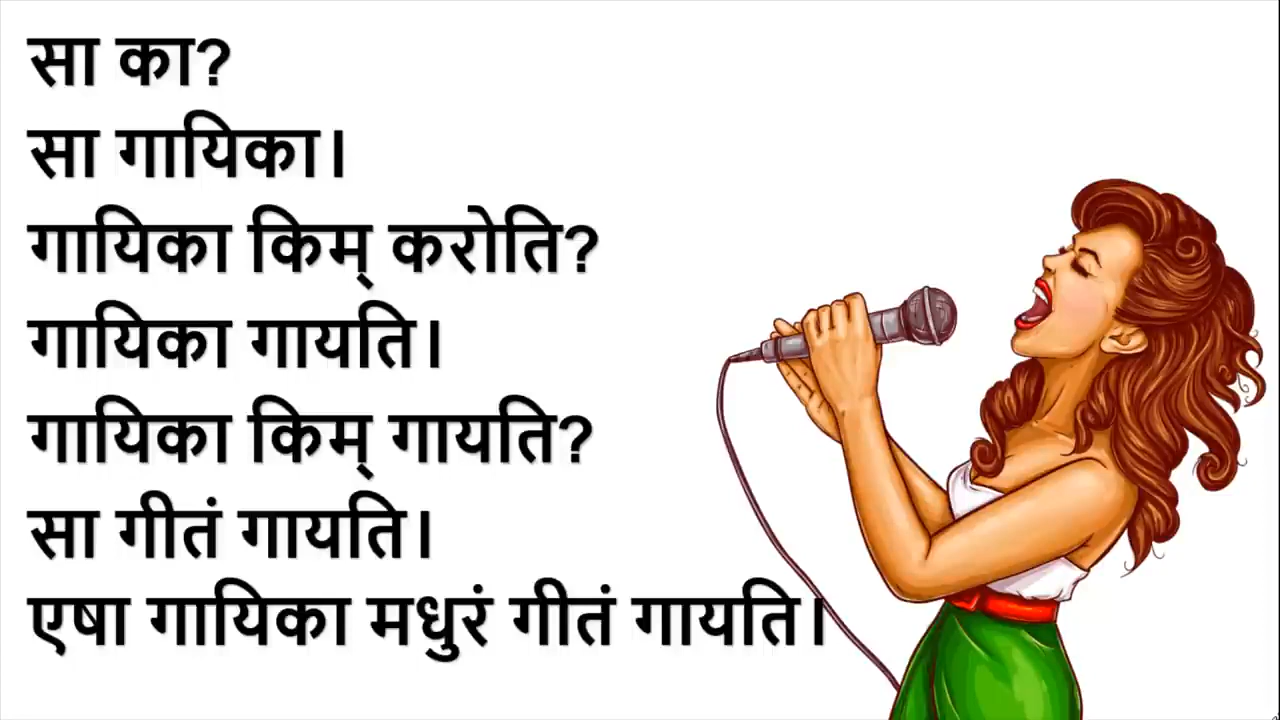 सा का?
सा गायिका।
गायिका किम् करोति?
गायिका गायति।
गायिका किम् गायति?
सा गीतं गायति।
एषा गायिका मधुरं गीतं गायति।